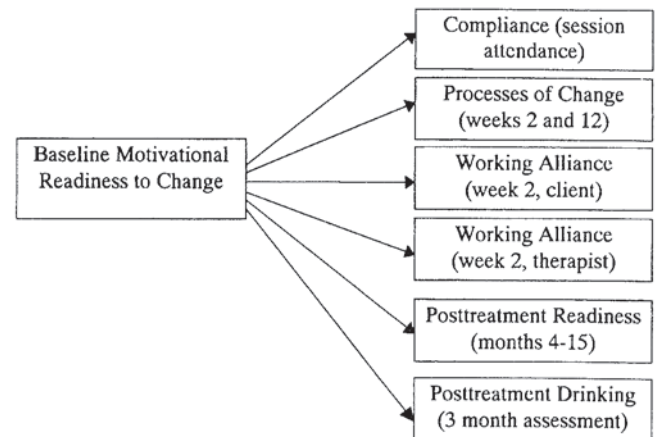 Compliance (session
attendance)
Processes of Change
(weeks 2 and 12)
Baseline Motivational
Readiness to Change
Working Alliance
(week 2, client)
Working Alliance
(week 2, therapist)
Posttreatment Readiness
(months 4-15)
Posttreatment Drinking
(3 month assessment)